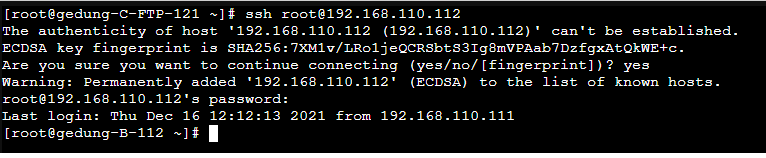 [root@gedung-C-FTP-121 ~]# ssh root@192.168.110.112
The authenticity of host '192.168.110.112 (192.168.110.112)' can't be established.
ECDSA key fingerprint is SHA256:7XM1v/LRo1jeQCRSbtS3Ig8mVPAab7DzfgxAtQkWE+c.
Are you sure you want to continue connecting (yes/no/[fingerprint])? yes
Warning: Permanently added '192.168.110.112' (ECDSA) to the list of known hosts.
root@192.168.110.112's password:
Last login: Thu Dec 16 12:12:13 2021 from 192.168.110.111
[root@gedung-B-112 ~]#